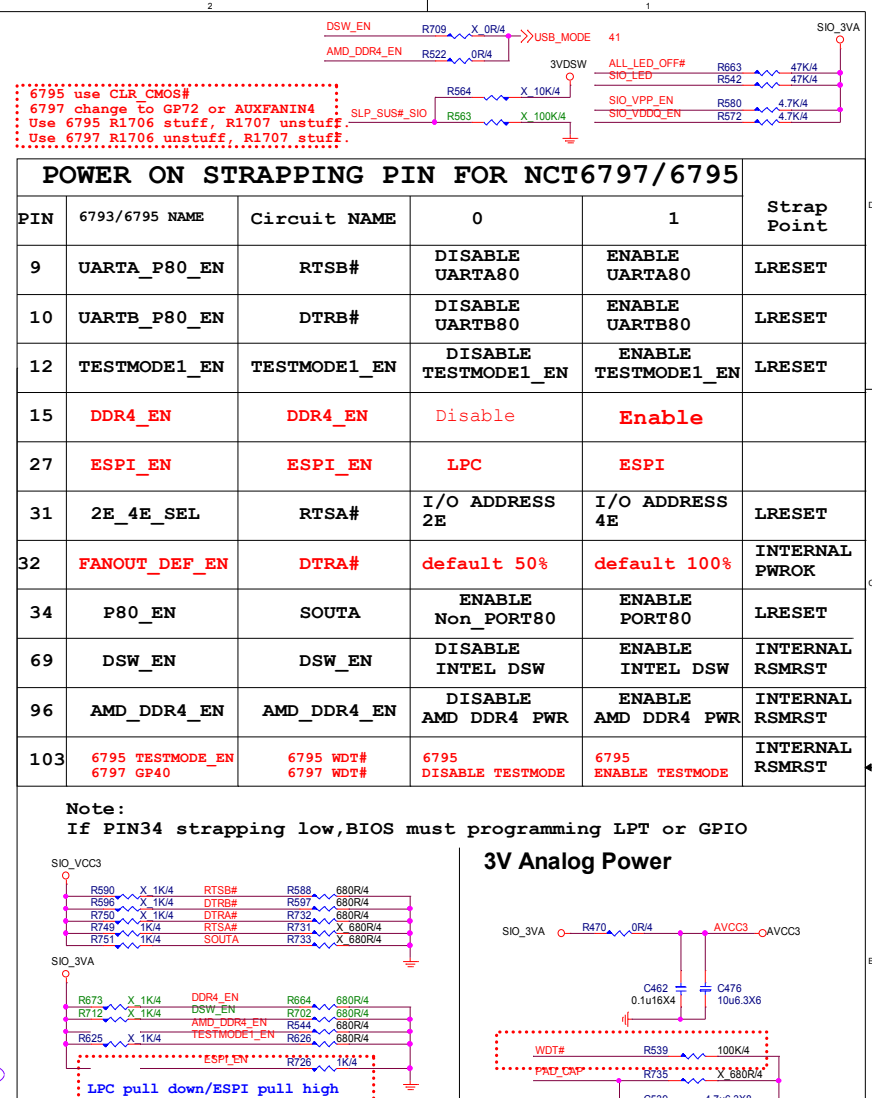 2
1
DSW_EN R709 X_0R/4 USB_MODE 41
AMD_DDR4_EN R522 0R/4
SIO_3VA
3VDSW
ALL_LED_OFF# R663 47K/4
SIO_LED R542 47K/4
R564 X_10K/4
SIO_VPP_EN R580 4.7K/4
SIO_VDDQ_EN R572 4.7K/4
SLP_SUS#_SIO R563 X_100K/4
6795 use CLR_CMOS#
6797 change to GP72 or AUXFANIN4
Use 6795 R1706 stuff, R1707 unstuff.
Use 6797 R1706 unstuff, R1707 stuff.
POWER ON STRAPPING PIN FOR NCT6797/6795
PIN 6793/6795 NAME Circuit NAME 0 1 Strap Point
9 UARTA_P80_EN RTSB# DISABLE UARTA80 ENABLE UARTA80 LRESET
10 UARTB_P80_EN DTRB# DISABLE UARTB80 ENABLE UARTB80 LRESET
12 TESTMODE1_EN TESTMODE1_EN DISABLE TESTMODE1_EN ENABLE TESTMODE1_EN LRESET
15 DDR4_EN DDR4_EN Disable Enable
27 ESPI_EN ESPI_EN LPC ESPI
31 2E_4E_SEL RTSA# I/O ADDRESS 2E I/O ADDRESS 4E LRESET
32 FANOUT_DEF_EN DTRA# default 50% default 100% INTERNAL PWROK
34 P80_EN SOUTA ENABLE Non_PORT80 ENABLE PORT80 LRESET
69 DSW_EN DSW_EN DISABLE INTEL DSW ENABLE INTEL DSW INTERNAL RSMRST
96 AMD_DDR4_EN AMD_DDR4_EN DISABLE AMD DDR4 PWR ENABLE AMD DDR4 PWR INTERNAL RSMRST
103 6795 TESTMODE_EN 6797 GP40 6795 WDT# 6797 WDT# 6795 DISABLE TESTMODE 6795 ENABLE TESTMODE INTERNAL RSMRST
Note:
If PIN34 strapping low,BIOS must programming LPT or GPIO
SIO_VCC3
R590 X_1K/4 RTSB# R588 680R/4
R596 X_1K/4 DTRB# R597 680R/4
R750 X_1K/4 DTRA# R732 680R/4
R749 1K/4 RTSA# R731 X_680R/4
R751 1K/4 SOUTA R733 X_680R/4
SIO_3VA
R673 X_1K/4 DDR4_EN R664 680R/4
R712 X_1K/4 DSW_EN R702 680R/4
AMD_DDR4_EN R544 680R/4
R625 X_1K/4 TESTMODE1_EN R626 680R/4
ESPI_EN R726 1K/4
LPC pull down/ESPI pull high
3V Analog Power
SIO_3VA R470 0R/4 AVCC3 AVCC3
C462 C476
0.1u16X4 10u6.3X6
WDT# R539 100K/4
PAD_CAP R735 X_680R/4